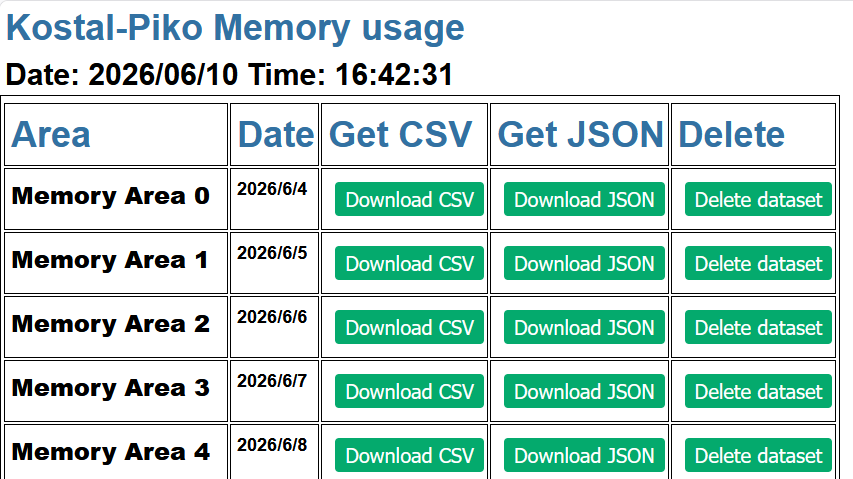 Kostal-Piko Memory usage
Date: 2026/06/10 Time: 16:42:31
Area Date Get CSV Get JSON Delete
Memory Area 0 2026/6/4 Download CSV Download JSON Delete dataset
Memory Area 1 2026/6/5 Download CSV Download JSON Delete dataset
Memory Area 2 2026/6/6 Download CSV Download JSON Delete dataset
Memory Area 3 2026/6/7 Download CSV Download JSON Delete dataset
Memory Area 4 2026/6/8 Download CSV Download JSON Delete dataset